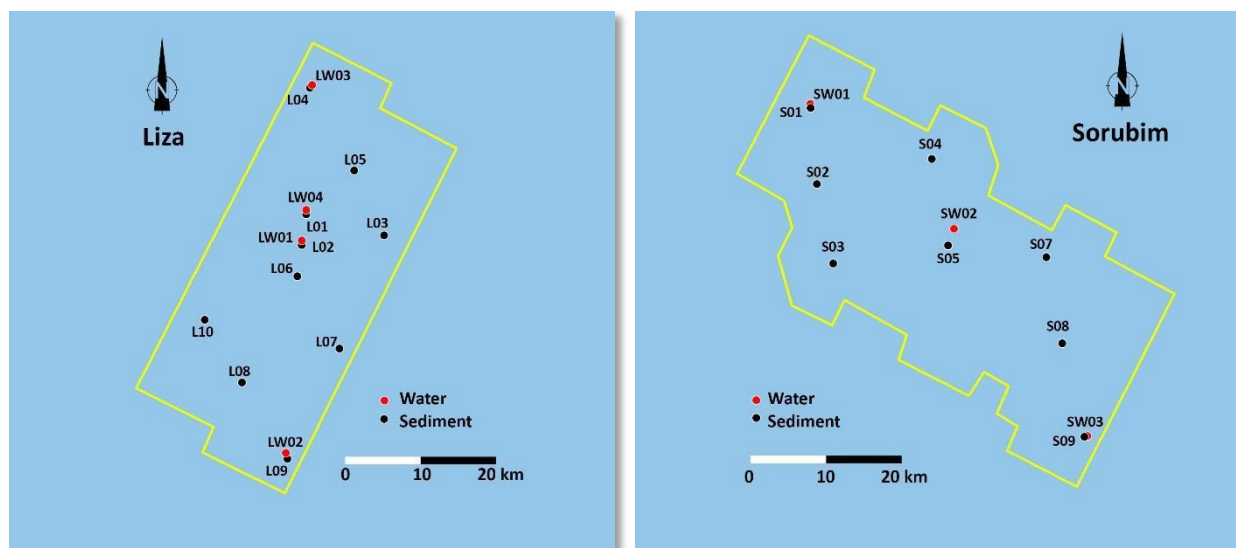 N
Liza
LW03
L04
L05
LW04
L01
LW01
L02
L03
L06
L10
L07
L08
LW02
L09
Water
Sediment
0 10 20 km
N
Sorubim
SW01
S01
S04
S02
SW02
S03
S05
S07
S08
SW03
S09
Water
Sediment
0 10 20 km